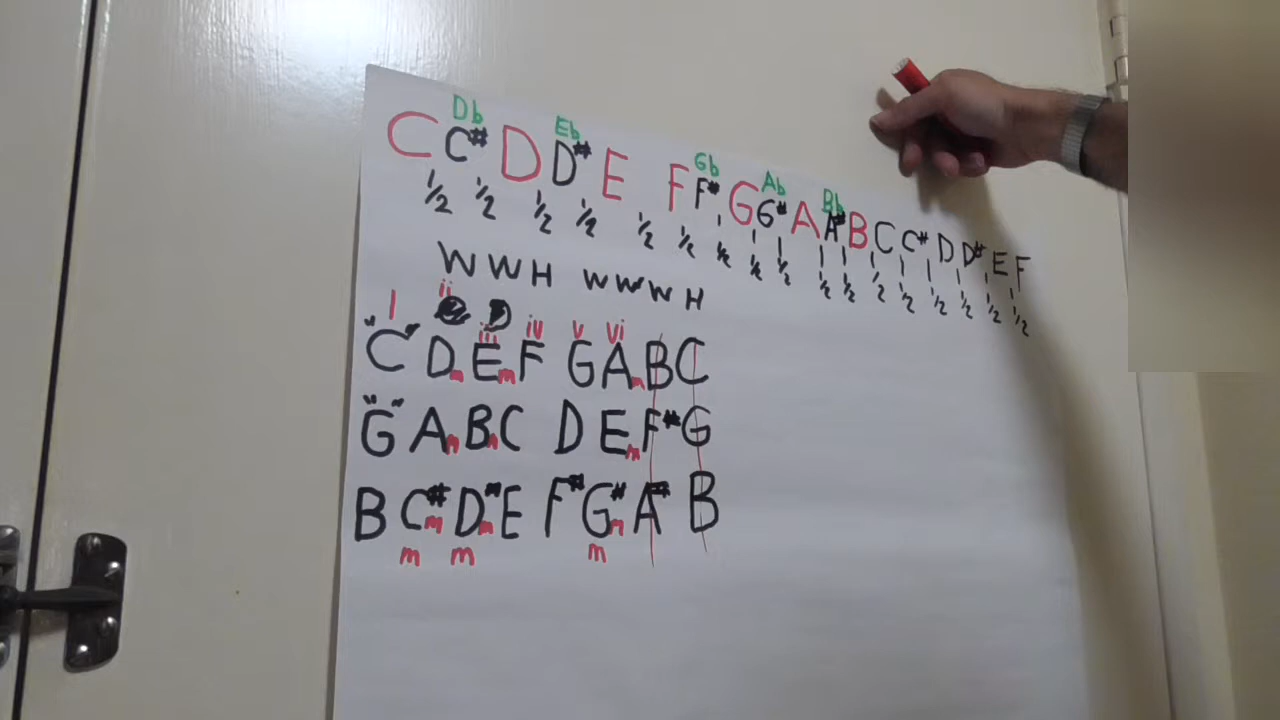 Db Eb Gb Ab Bb
C C# D D# E F F# G G# A A# B C C# D D# E F
1/2 1/2 1/2 1/2 1/2 1/2 1/2 1/2 1/2 1/2 1/2 1/2 1/2 1/2 1/2 1/2 1/2
W W H W W W H
I ii iii iv v vi
"C" D m E m F G A m B C
"G" A m B m C D E m F# G
B C# m D# m E F# G# m A# B
m m m